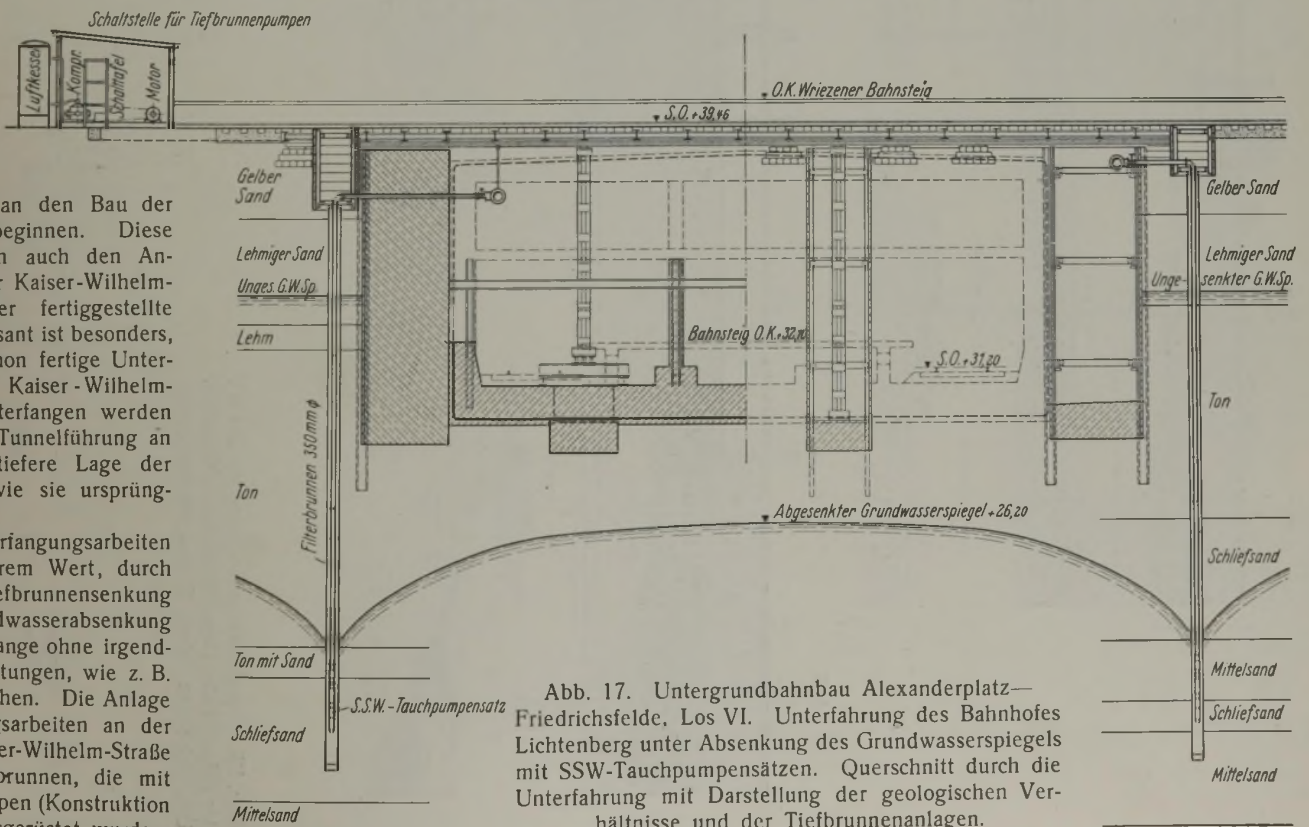 Schaltstelle für Tiefbrunnenpumpen
Luftkessel
Kompr.
Schalttafel
Motor
O.K. Wriezener Bahnsteig
S.O.+39,46
Gelber
Sand
Lehmiger Sand
Unges. G.W.Sp.
Lehm
Ton
Filterbrunnen 350mm ϕ
Ton mit Sand
Schliefsand
Mittelsand
S.S.W.-Tauchpumpensatz
Bahnsteig O.K.+32,10
S.O.+31,20
Abgesenkter Grundwasserspiegel +26,20
Gelber Sand
Lehmiger Sand
Unge-senkter G.W.Sp.
Ton
Schliefsand
Mittelsand
Schliefsand
Mittelsand
an den Bau der
beginnen. Diese
auch den An-
Kaiser-Wilhelm-
er fertiggestellte
sant ist besonders,
hon fertige Unter-
Kaiser-Wilhelm-
terfangen werden
Tunnelführung an
tiefere Lage der
wie sie ursprüng-
rfangungsarbeiten
rem Wert, durch
efbrunnensenkung
dwasserabsenkung
ange ohne irgend-
tungen, wie z. B.
chen. Die Anlage
gsarbeiten an der
er-Wilhelm-Straße
runnen, die mit
pen (Konstruktion
Abb. 17. Untergrundbahnbau Alexanderplatz—
Friedrichsfelde, Los VI. Unterfahrung des Bahnhofes
Lichtenberg unter Absenkung des Grundwasserspiegels
mit SSW-Tauchpumpensätzen. Querschnitt durch die
Unterfahrung mit Darstellung der geologischen Ver-
hältnisse und der Tiefbrunnenanlagen.